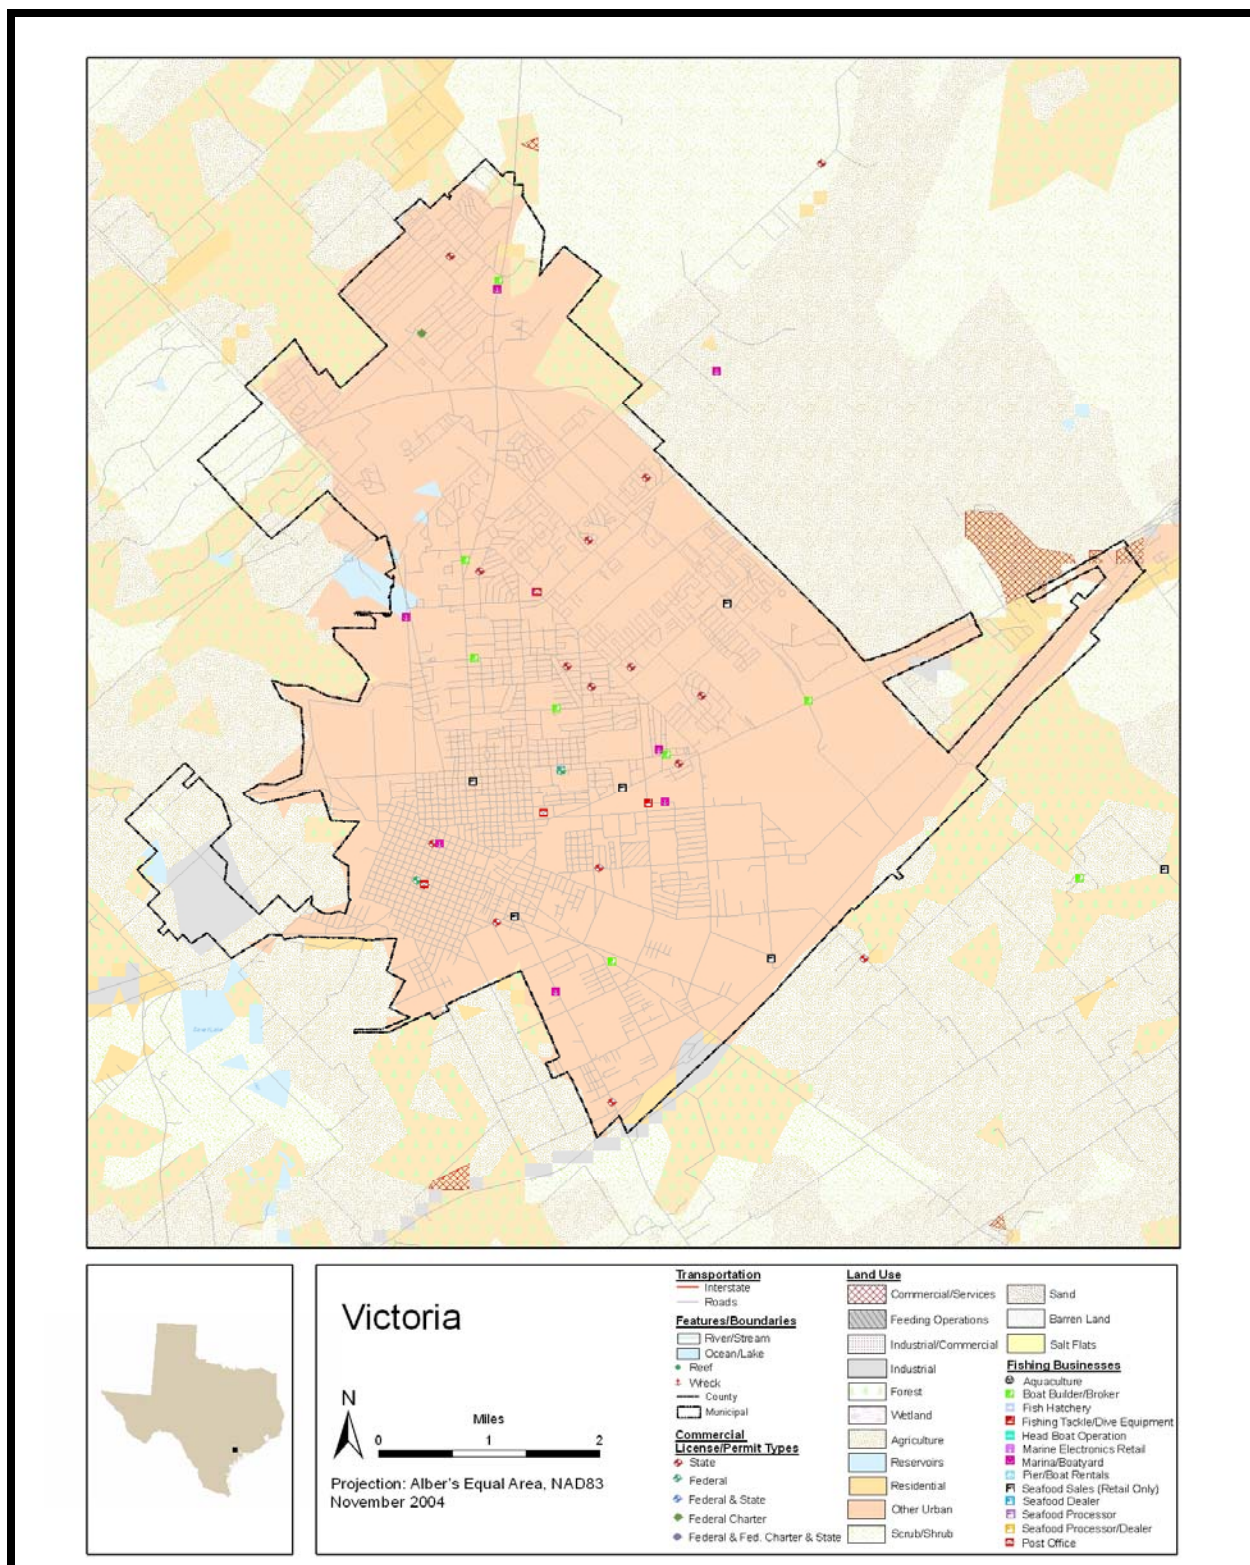 Victoria
N
Miles
0 1 2
Projection: Alber's Equal Area, NAD83
November 2004
Transportation
Interstate
Roads
Features/Boundaries
River/Stream
Ocean/Lake
Reef
Wreck
County
Municipal
Commercial
License/Permit Types
State
Federal
Federal & State
Federal Charter
Federal & Fed. Charter & State
Land Use
Commercial/Services
Feeding Operations
Industrial/Commercial
Industrial
Forest
Wetland
Agriculture
Reservoirs
Residential
Other Urban
Scrub/Shrub
Sand
Barren Land
Salt Flats
Fishing Businesses
Aquaculture
Boat Builder/Broker
Fish Hatchery
Fishing Tackle/Dive Equipment
Head Boat Operation
Marine Electronics Retail
Marina/Boatyard
Pier/Boat Rentals
Seafood Sales (Retail Only)
Seafood Dealer
Seafood Processor
Seafood Processor/Dealer
Post Office